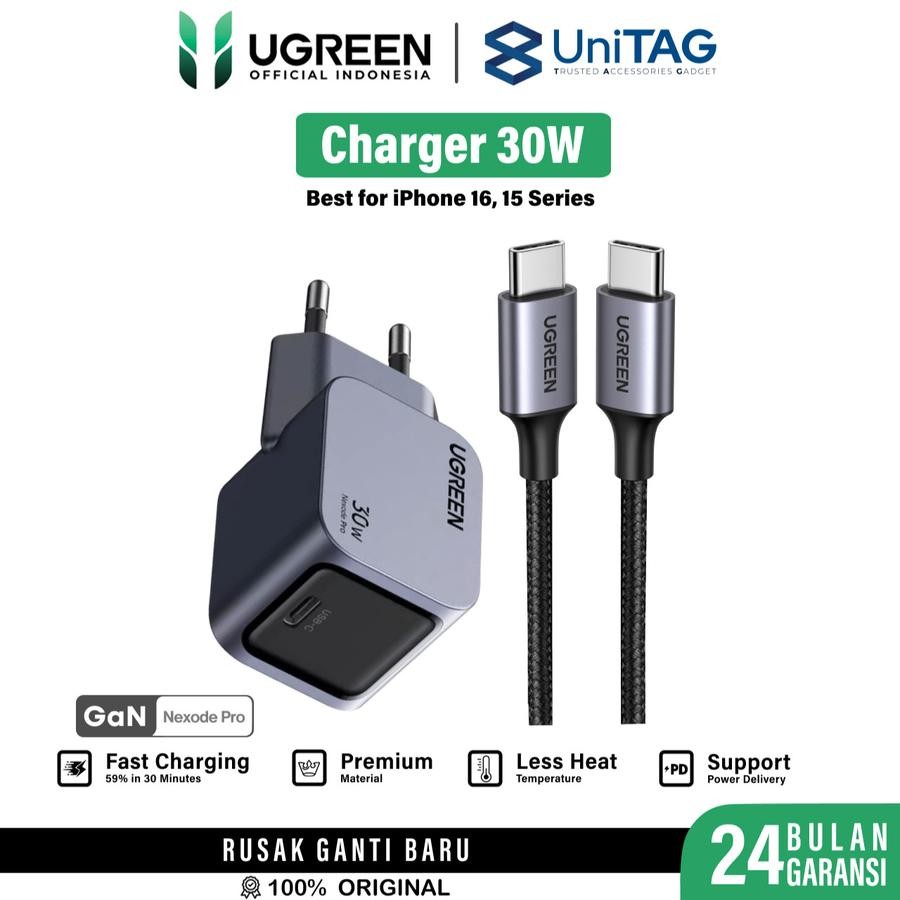 UGREEN
OFFICIAL INDONESIA
UniTAG
TRUSTED ACCESSORIES GADGET
Charger 30W
Best for iPhone 16, 15 Series
UGREEN
30W
Nexode Pro
USB-C
UGREEN
UGREEN
GaN Nexode Pro
Fast Charging
59% in 30 Minutes
Premium
Material
Less Heat
Temperature
PD
Support
Power Delivery
RUSAK GANTI BARU
100% ORIGINAL
24 BULAN
GARANSI